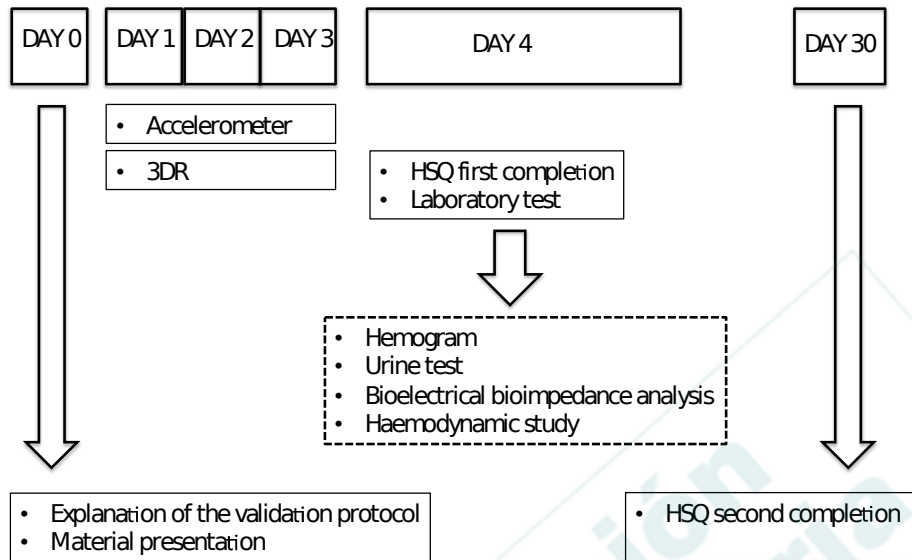 DAY 0
DAY 1
DAY 2
DAY 3
DAY 4
DAY 30
• Accelerometer
• 3DR
• HSQ first completion
• Laboratory test
• Hemogram
• Urine test
• Bioelectrical bioimpedance analysis
• Haemodynamic study
• Explanation of the validation protocol
• Material presentation
• HSQ second completion